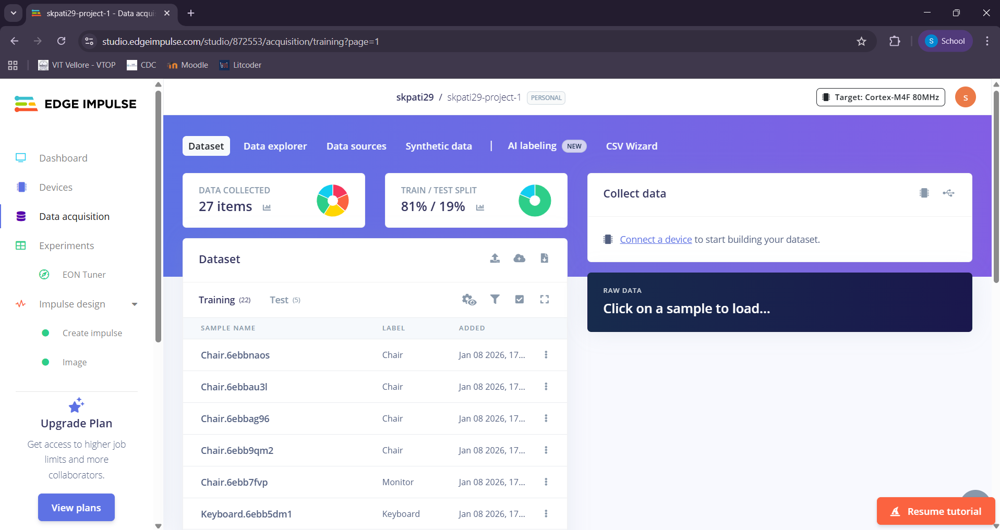 skpati29-project-1 - Data acqui
studio.edgeimpulse.com/studio/872553/acquisition/training?page=1
S School
VIT Vellore - VTOP CDC Moodle Litcoder
EDGE IMPULSE
skpati29 / skpati29-project-1 PERSONAL
Target: Cortex-M4F 80MHz
s
Dashboard
Devices
Data acquisition
Experiments
EON Tuner
Impulse design
Create impulse
Image
Upgrade Plan
Get access to higher job
limits and more
collaborators.
View plans
Dataset Data explorer Data sources Synthetic data | AI labeling NEW CSV Wizard
DATA COLLECTED
27 items
TRAIN / TEST SPLIT
81% / 19%
Collect data
Connect a device to start building your dataset.
RAW DATA
Click on a sample to load...
Dataset
Training (22) Test (5)
SAMPLE NAME LABEL ADDED
Chair.6ebbnaos Chair Jan 08 2026, 17...
Chair.6ebbau3l Chair Jan 08 2026, 17...
Chair.6ebbag96 Chair Jan 08 2026, 17...
Chair.6ebb9qm2 Chair Jan 08 2026, 17...
Chair.6ebb7fvp Monitor Jan 08 2026, 17...
Keyboard.6ebb5dm1 Keyboard Jan 08 2026, 17...
Resume tutorial